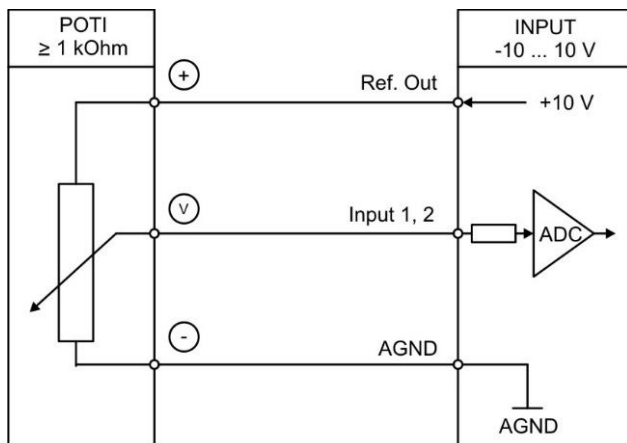 POTI
≥ 1 kOhm
INPUT
-10 ... 10 V
+
Ref. Out
+10 V
V
Input 1, 2
ADC
-
AGND
AGND